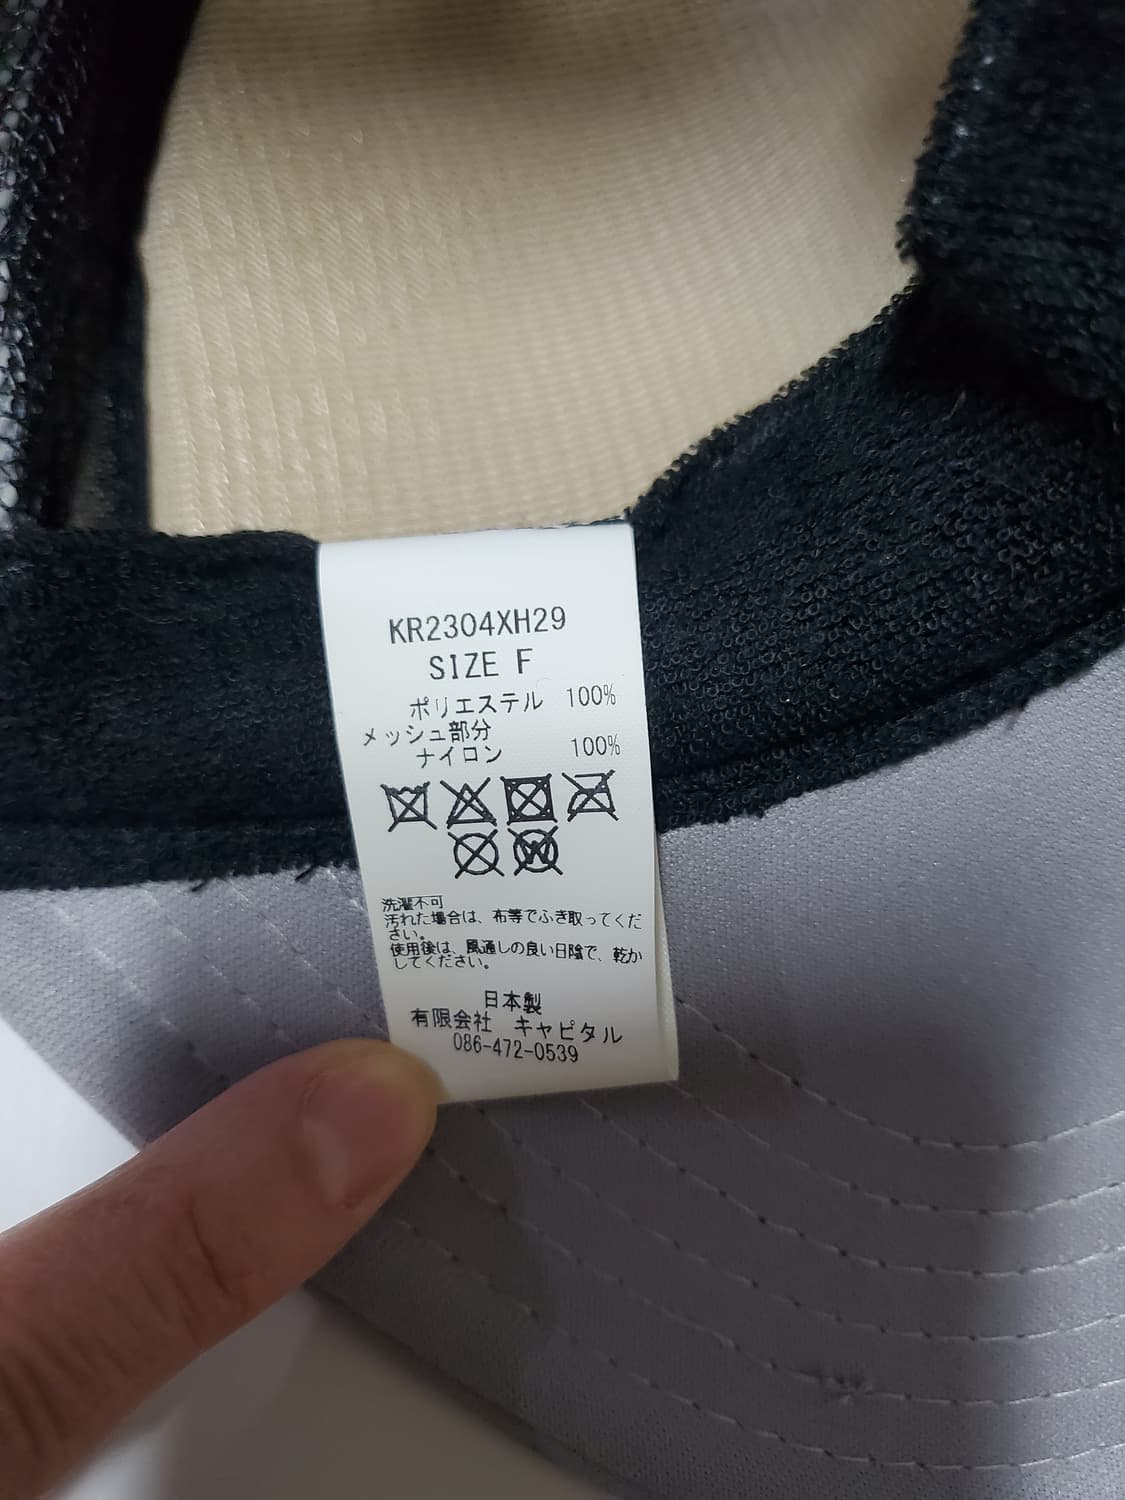 KR2304XH29
SIZE F
ポリエステル 100%
メッシュ部分
ナイロン 100%
洗濯不可
汚れた場合は、布等でふき取ってくだ
さい。
使用後は、風通しの良い日陰で、乾か
してください。
日本製
有限会社 キャピタル
086-472-0539